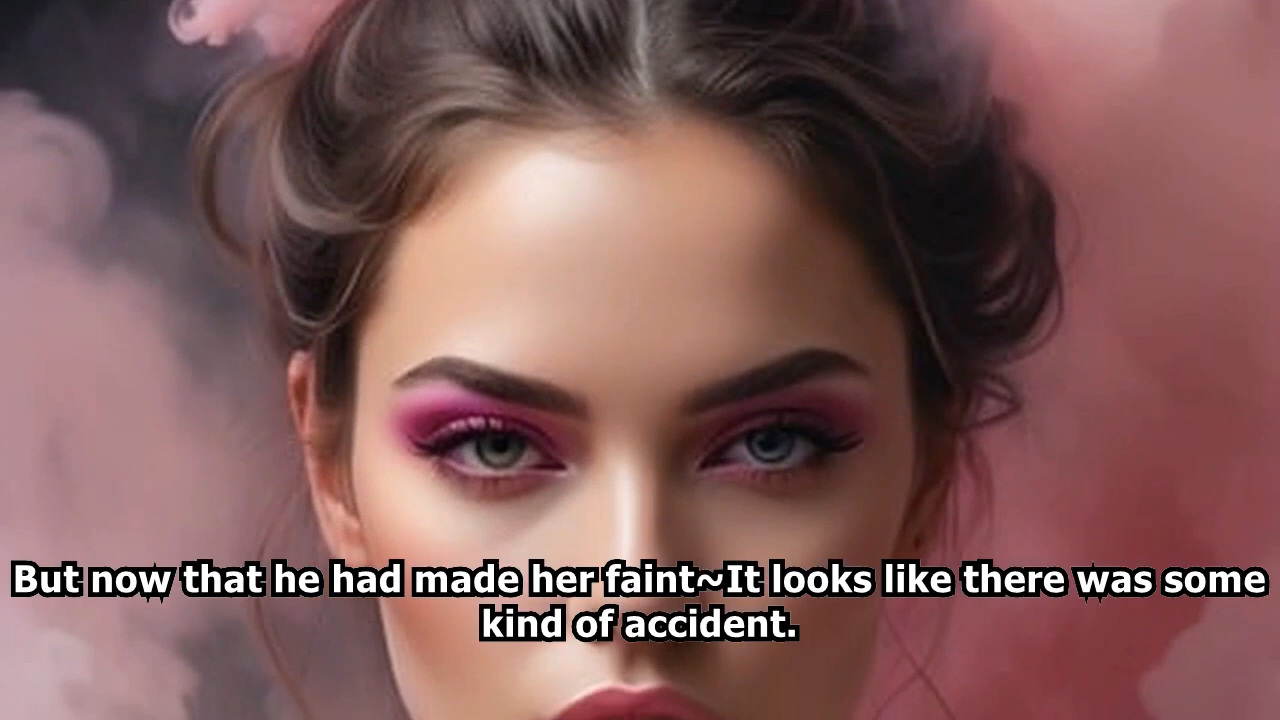 But now that he had made her faint~It looks like there was some
kind of accident.